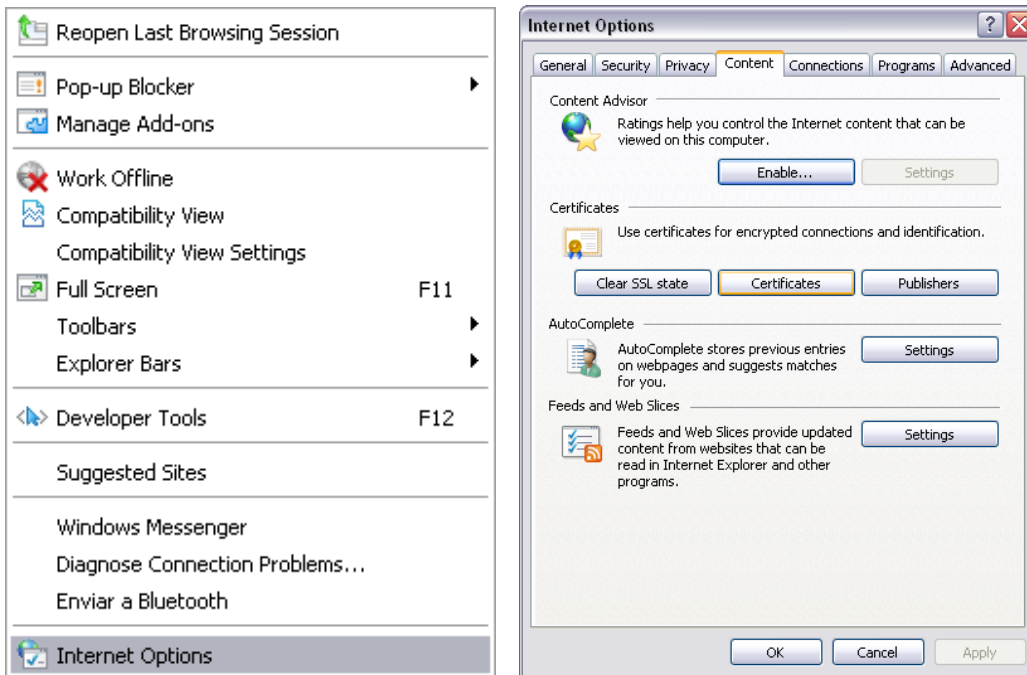 Reopen Last Browsing Session
Pop-up Blocker
Manage Add-ons
Work Offline
Compatibility View
Compatibility View Settings
Full Screen F11
Toolbars
Explorer Bars
Developer Tools F12
Suggested Sites
Windows Messenger
Diagnose Connection Problems...
Enviar a Bluetooth
Internet Options
Internet Options
General Security Privacy Content Connections Programs Advanced
Content Advisor
Ratings help you control the Internet content that can be
viewed on this computer.
Enable... Settings
Certificates
Use certificates for encrypted connections and identification.
Clear SSL state Certificates Publishers
AutoComplete
AutoComplete stores previous entries
on webpages and suggests matches
for you.
Settings
Feeds and Web Slices
Feeds and Web Slices provide updated
content from websites that can be
read in Internet Explorer and other
programs.
Settings
OK Cancel Apply